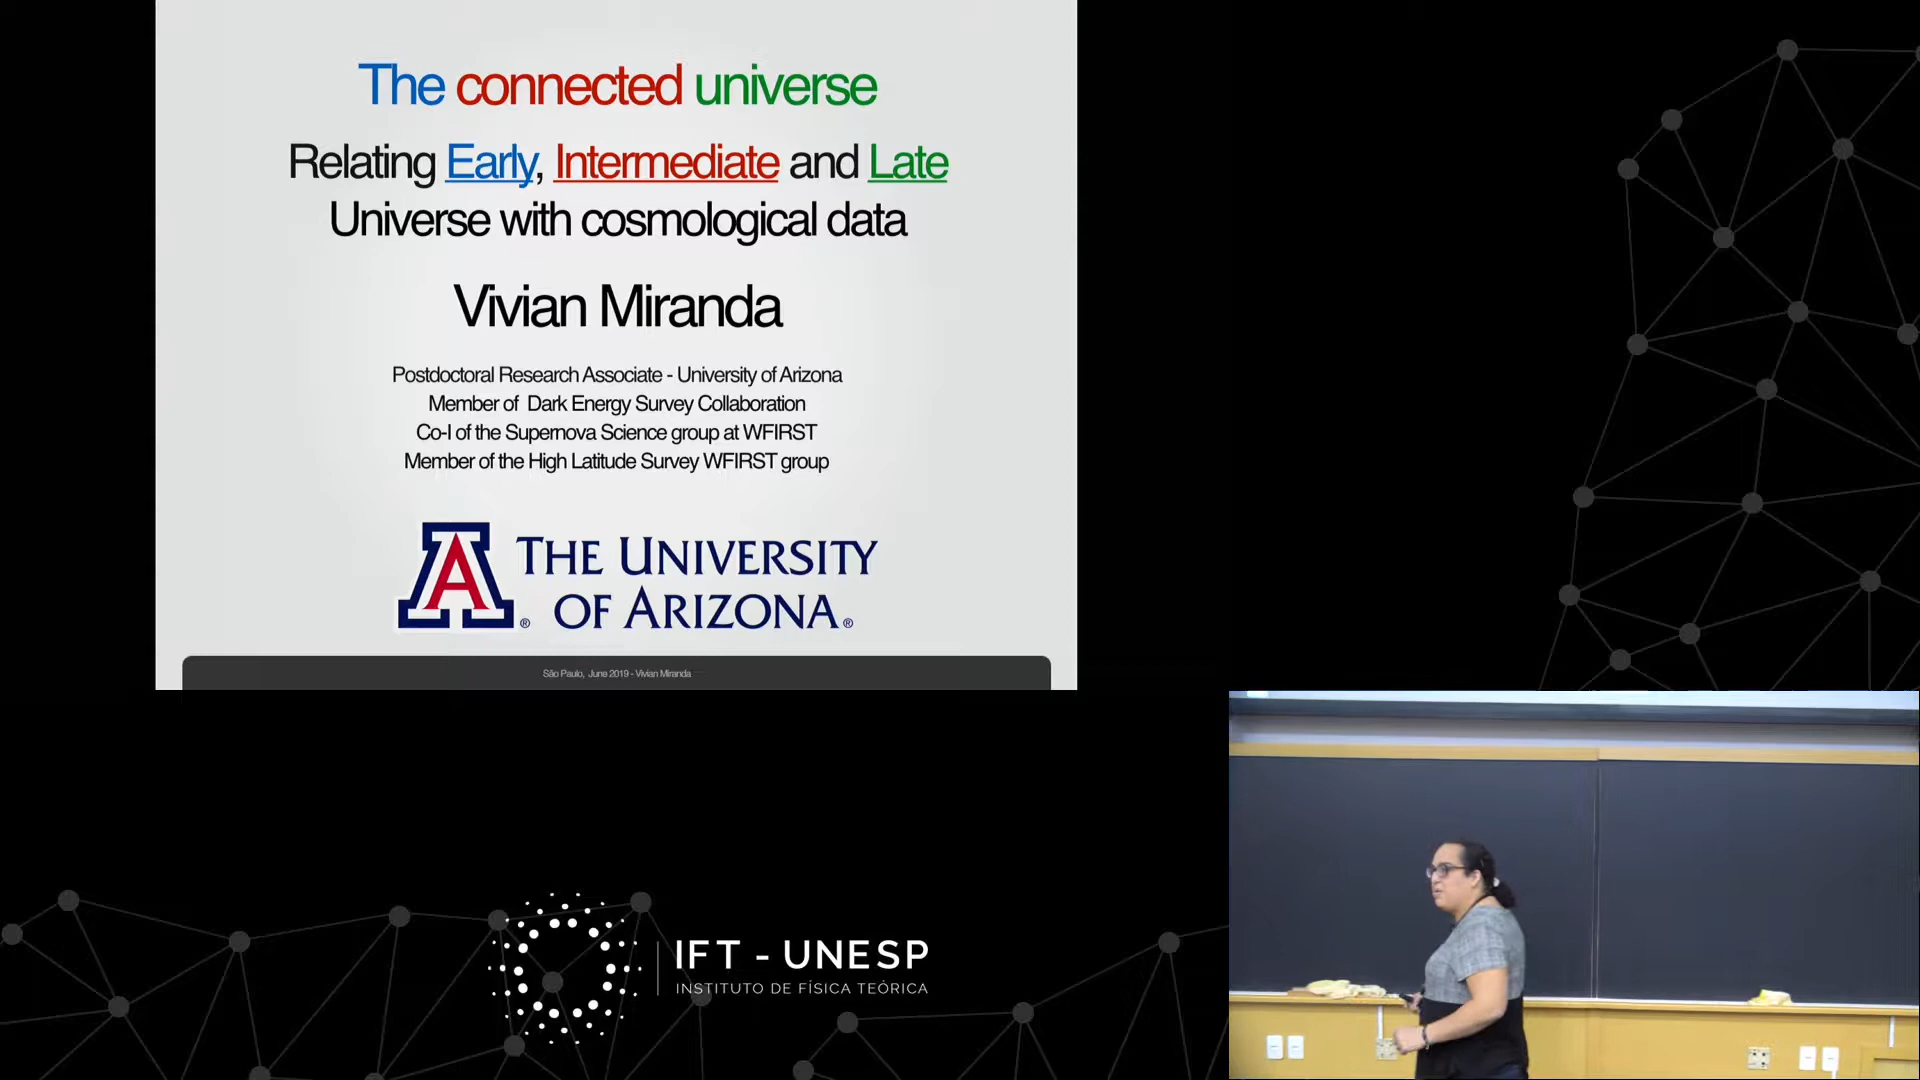 The connected universe
Relating Early, Intermediate and Late
Universe with cosmological data
Vivian Miranda
Postdoctoral Research Associate - University of Arizona
Member of Dark Energy Survey Collaboration
Co-I of the Supernova Science group at WFIRST
Member of the High Latitude Survey WFIRST group
A ®
THE UNIVERSITY
OF ARIZONA®
São Paulo, June 2019 - Vivian Miranda
IFT - UNESP
INSTITUTO DE FÍSICA TEÓRICA